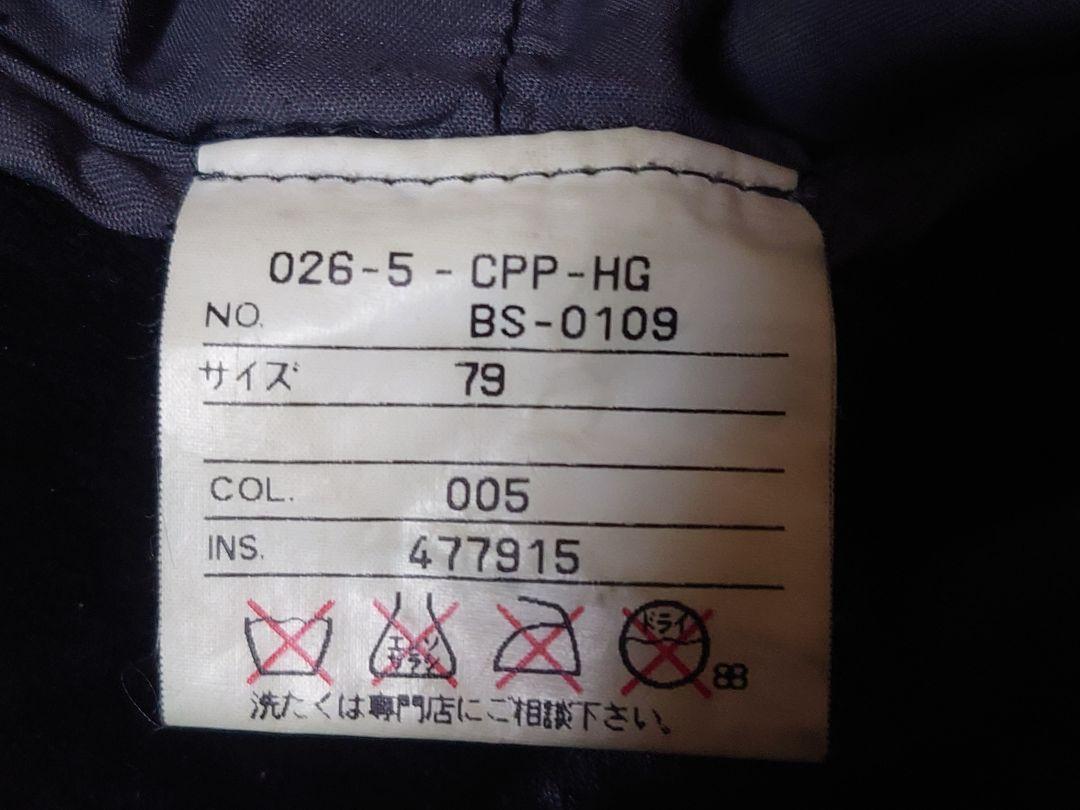 026-5-CPP-HG
NO. BS-0109
サイズ 79
COL. 005
INS. 477915
エンソ
サラシ
ドライ
88
洗たくは専門店にご相談下さい。